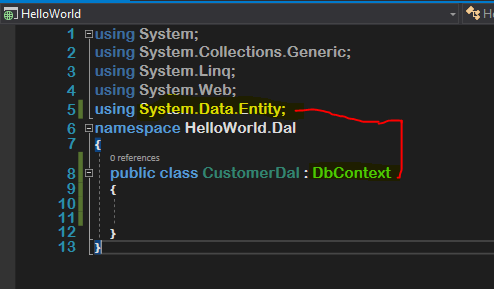 HelloWorld
He
1 using System;
2 using System.Collections.Generic;
3 using System.Linq;
4 using System.Web;
5 using System.Data.Entity;
6 namespace HelloWorld.Dal
7 {
0 references
8 public class CustomerDal : DbContext
9 {
10
11
12 }
13 }